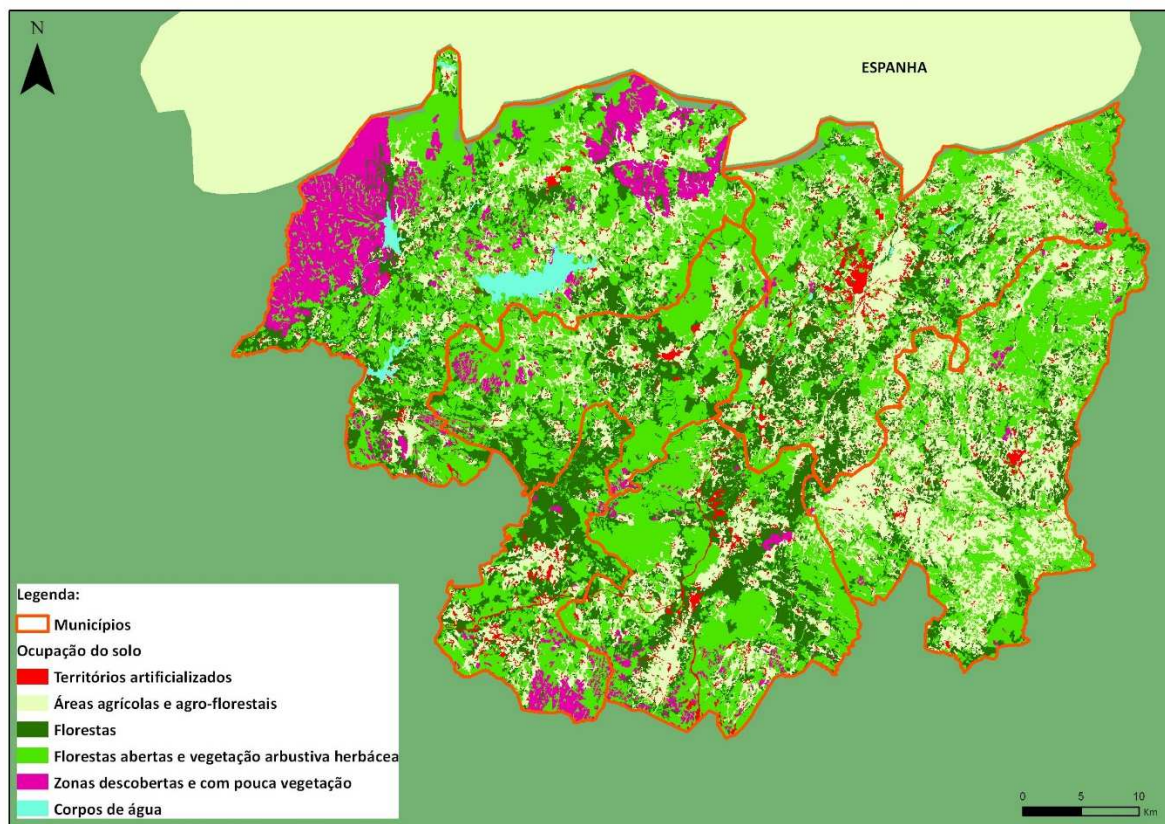 N
ESPANHA
Legenda:
Municípios
Ocupação do solo
Territórios artificializados
Áreas agrícolas e agro-florestais
Florestas
Florestas abertas e vegetação arbustiva herbácea
Zonas descobertas e com pouca vegetação
Corpos de água
0 5 10
Km